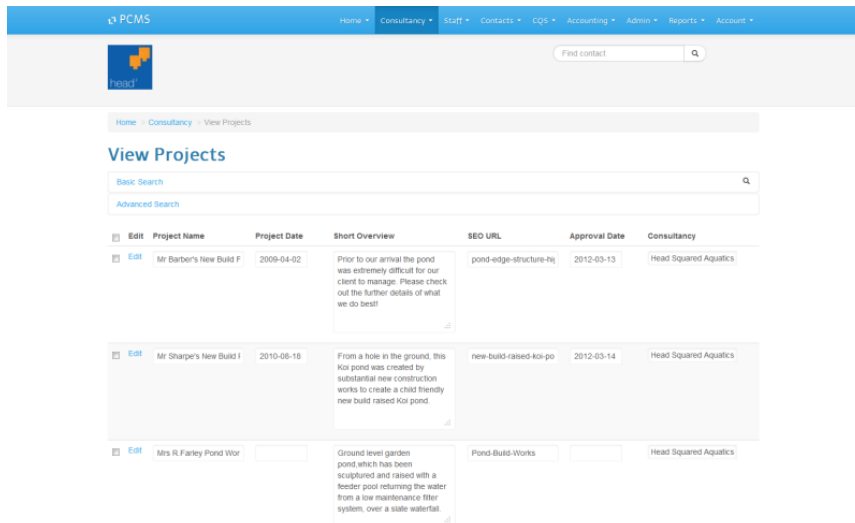 PCMS Home Consultancy Staff Contacts CQS Accounting Admin Reports Account
head²
Find contact
Home > Consultancy > View Projects
View Projects
Basic Search
Advanced Search
Edit Project Name Project Date Short Overview SEO URL Approval Date Consultancy
Edit Mr Barber's New Build F 2009-04-02 Prior to our arrival the pond pond-edge-structure-hig 2012-03-13 Head Squared Aquatics
was extremely difficult for our
client to manage. Please check
out the further details of what
we do best!
Edit Mr Sharpe's New Build F 2010-08-18 From a hole in the ground, this new-build-raised-koi-po 2012-03-14 Head Squared Aquatics
Koi pond was created by
substantial new construction
works to create a child friendly
new build raised Koi pond.
Edit Mrs R.Farley Pond Wor Ground level garden Pond-Build-Works Head Squared Aquatics
pond,which has been
sculptured and raised with a
feeder pool returning the water
from a low maintenance filter
system, over a slate waterfall.